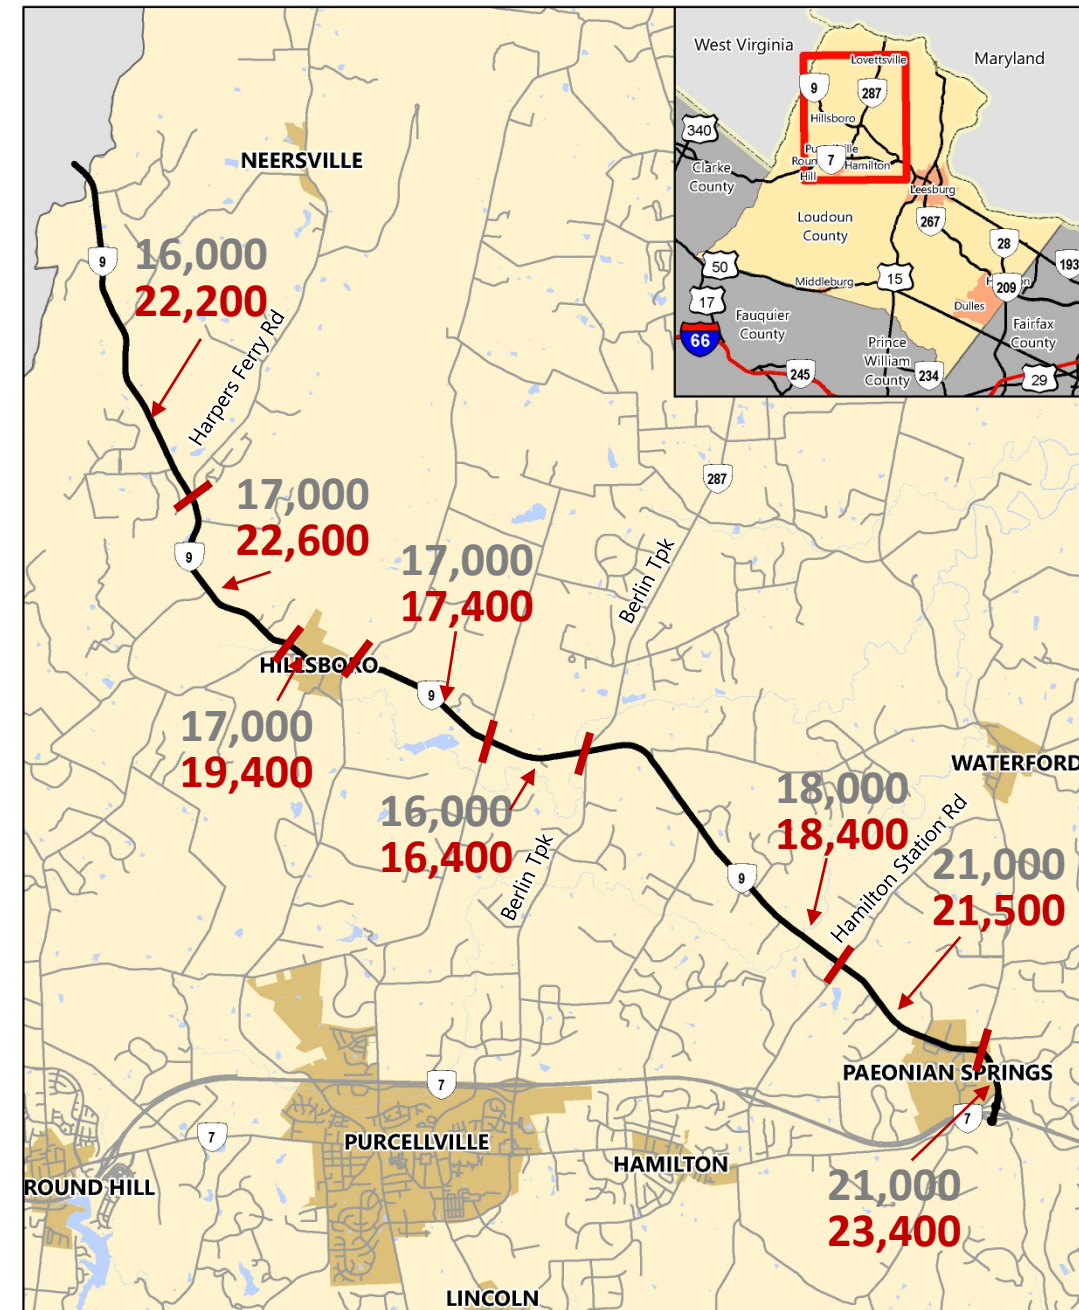 West Virginia
Maryland
Lovettsville
9
287
Hillsboro
340
7
Hamilton
Hill
Clarke
County
Leesburg
Loudoun
County
267
28
193
50
Middleburg
15
209
17
Dulles
Fauquier
County
Fairfax
County
66
Prince
William
County
245
234
29
NEERSVILLE
9
16,000
22,200
Harpers Ferry Rd
287
17,000
22,600
9
17,000
17,400
Berlin Tpk
HILLSBORO
9
17,000
19,400
WATERFORD
16,000
16,400
Berlin Tpk
18,000
18,400
Hamilton Station Rd
9
21,000
21,500
PAEONIAN SPRINGS
7
7
7
PURCELLVILLE
HAMILTON
ROUND HILL
21,000
23,400
LINCOLN